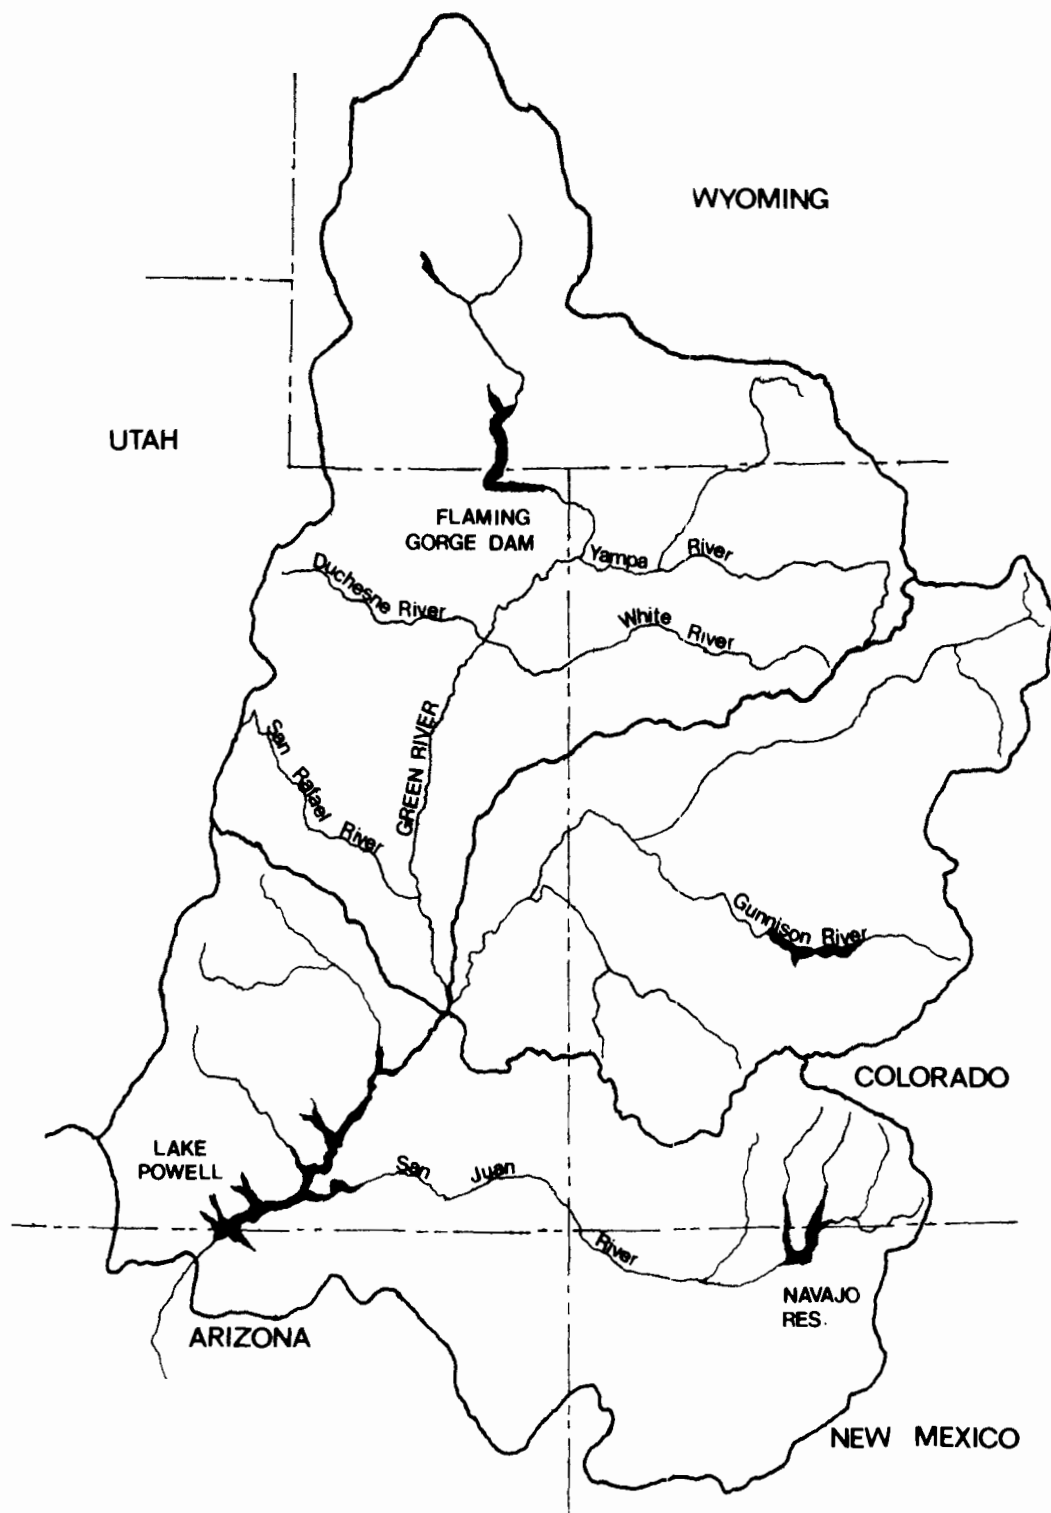 WYOMING
UTAH
FLAMING
GORGE DAM
Yampa River
Duchesne River
White River
GREEN RIVER
San Rafael River
Gunnison River
COLORADO
LAKE
POWELL
San Juan River
NAVAJO
RES.
ARIZONA
NEW MEXICO